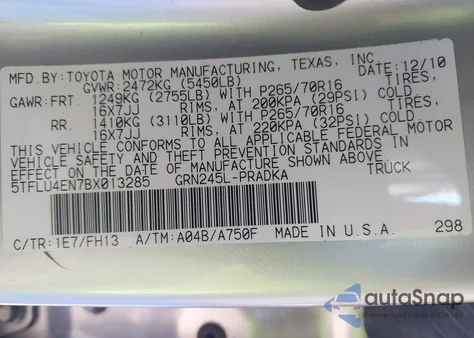 MFD.BY:TOYOTA MOTOR MANUFACTURING, TEXAS, INC. DATE:12/10
GVWR:2472KG (5450LB)
GAWR:FRT. 1249KG (2755LB) WITH P265/70R16 TIRES,
16X7JJ RIMS, AT 200KPA (29PSI) COLD.
RR. 1410KG (3110LB) WITH P265/70R16 TIRES,
16X7JJ RIMS, AT 220KPA (32PSI) COLD.
THIS VEHICLE CONFORMS TO ALL APPLICABLE FEDERAL MOTOR
VEHICLE SAFETY AND THEFT PREVENTION STANDARDS IN
EFFECT ON THE DATE OF MANUFACTURE SHOWN ABOVE.
5TFLU4EN7BX013285 GRN245L-PRADKA TRUCK
C/TR:1E7/FH13 A/TM:A04B/A750F MADE IN U.S.A. 298
autoSnap